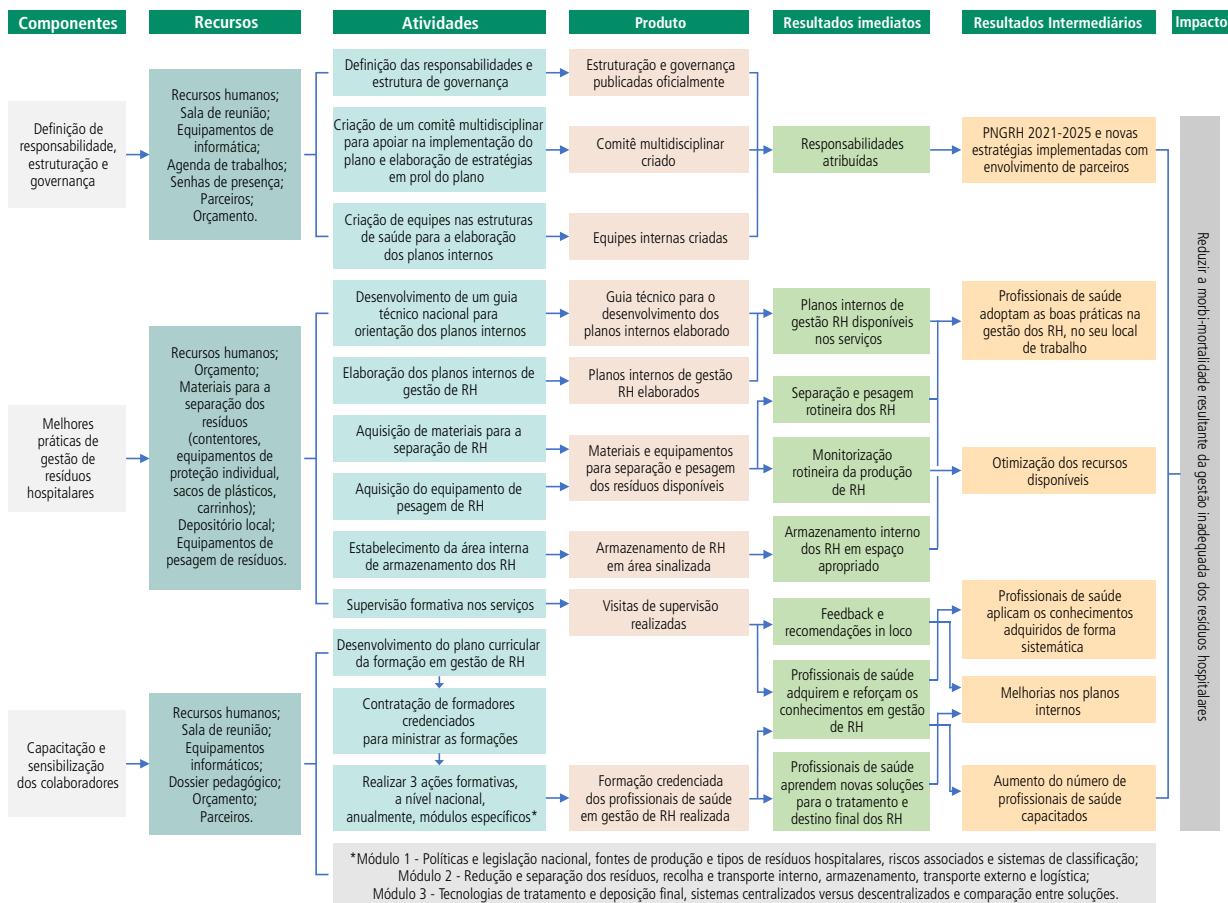 Componentes
Recursos
Atividades
Produto
Resultados imediatos
Resultados Intermediários
Impacto
Definição de
responsabilidade,
estruturação e
governança
Recursos humanos;
Sala de reunião;
Equipamentos de
informática;
Agenda de trabalhos;
Senhas de presença;
Parceiros;
Orçamento.
Definição das responsabilidades e
estrutura de governança
Criação de um comitê multidisciplinar
para apoiar na implementação do
plano e elaboração de estratégias
em prol do plano
Criação de equipes nas estruturas
de saúde para a elaboração
dos planos internos
Estruturação e governança
publicadas oficialmente
Comitê multidisciplinar
criado
Equipes internas criadas
Responsabilidades
atribuídas
PNGRH 2021-2025 e novas
estratégias implementadas com
envolvimento de parceiros
Melhores
práticas de
gestão de
resíduos
hospitalares
Recursos humanos;
Orçamento;
Materiais para a
separação dos
resíduos
(contentores,
equipamentos de
proteção individual,
sacos de plásticos,
carrinhos);
Depositório local;
Equipamentos de
pesagem de resíduos.
Desenvolvimento de um guia
técnico nacional para
orientação dos planos internos
Elaboração dos planos internos de
gestão de RH
Aquisição de materiais para a
separação de RH
Aquisição do equipamento de
pesagem de RH
Estabelecimento da área interna
de armazenamento dos RH
Supervisão formativa nos serviços
Guia técnico para o
desenvolvimento dos
planos internos elaborado
Planos internos de gestão
RH elaborados
Materiais e equipamentos
para separação e pesagem
dos resíduos disponíveis
Armazenamento de RH
em área sinalizada
Visitas de supervisão
realizadas
Planos internos de
gestão RH disponíveis
nos serviços
Separação e pesagem
rotineira dos RH
Monitorização
rotineira da produção
de RH
Armazenamento interno
dos RH em espaço
apropriado
Feedback e
recomendações in loco
Profissionais de saúde
adoptam as boas práticas na
gestão dos RH, no seu local
de trabalho
Otimização dos recursos
disponíveis
Profissionais de saúde
aplicam os conhecimentos
adquiridos de forma
sistemática
Capacitação e
sensibilização
dos colaboradores
Recursos humanos;
Sala de reunião;
Equipamentos
informáticos;
Dossier pedagógico;
Orçamento;
Parceiros.
Desenvolvimento do plano curricular
da formação em gestão de RH
Contratação de formadores
credenciados
para ministrar as formações
Realizar 3 ações formativas,
a nível nacional,
anualmente, módulos específicos*
Formação credenciada
dos profissionais de saúde
em gestão de RH realizada
Profissionais de saúde
adquirem e reforçam os
conhecimentos em gestão
de RH
Profissionais de saúde
aprendem novas soluções
para o tratamento e
destino final dos RH
Melhorias nos planos
internos
Aumento do número de
profissionais de saúde
capacitados
Reduzir a morbi-mortalidade resultante da gestão inadequada dos resíduos hospitalares
*Módulo 1 - Políticas e legislação nacional, fontes de produção e tipos de resíduos hospitalares, riscos associados e sistemas de classificação;
Módulo 2 - Redução e separação dos resíduos, recolha e transporte interno, armazenamento, transporte externo e logística;
Módulo 3 - Tecnologias de tratamento e deposição final, sistemas centralizados versus descentralizados e comparação entre soluções.